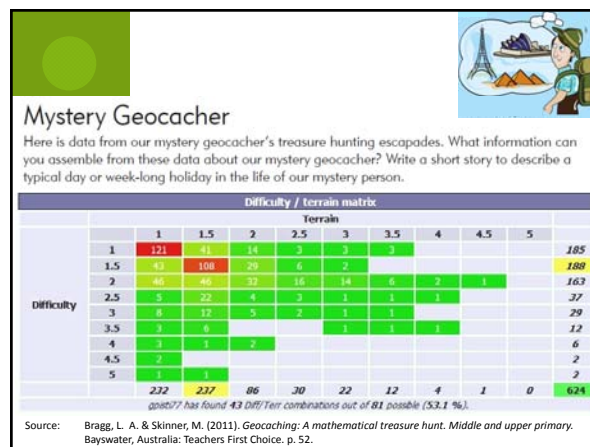 Mystery Geocacher
Here is data from our mystery geocacher's treasure hunting escapades. What information can
you assemble from these data about our mystery geocacher? Write a short story to describe a
typical day or week-long holiday in the life of our mystery person.
Difficulty / terrain matrix
Terrain
1 1.5 2 2.5 3 3.5 4 4.5 5
1 121 41 14 3 3 3 185
1.5 43 108 29 6 2 188
2 46 46 32 16 14 6 2 1 163
Difficulty 2.5 5 22 4 3 1 1 1 37
3 8 12 5 2 1 1 29
3.5 3 6 1 1 1 12
4 3 1 2 6
4.5 2 2
5 1 1 2
232 237 86 30 22 12 4 1 0 624
gpisti77 has found 43 Diff/Terr combinations out of 81 possible (53.1 %).
Source: Bragg, L. A. & Skinner, M. (2011). Geocaching: A mathematical treasure hunt. Middle and upper primary.
Bayswater, Australia: Teachers First Choice. p. 52.